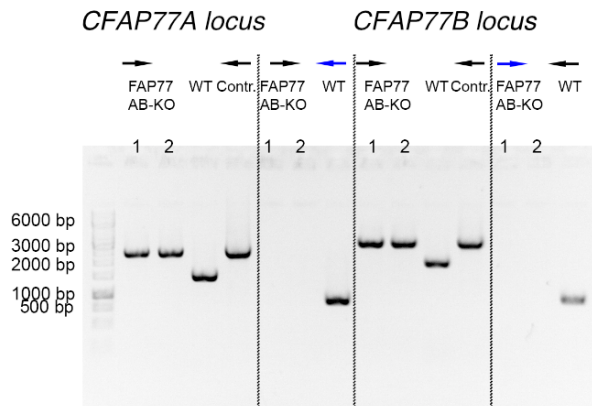 CFAP77A locus CFAP77B locus
FAP77 AB-KO WT Contr. FAP77 AB-KO WT FAP77 AB-KO WT Contr. FAP77 AB-KO WT
1 2 1 2 1 2 1 2
6000 bp
3000 bp
2000 bp
1000 bp
500 bp